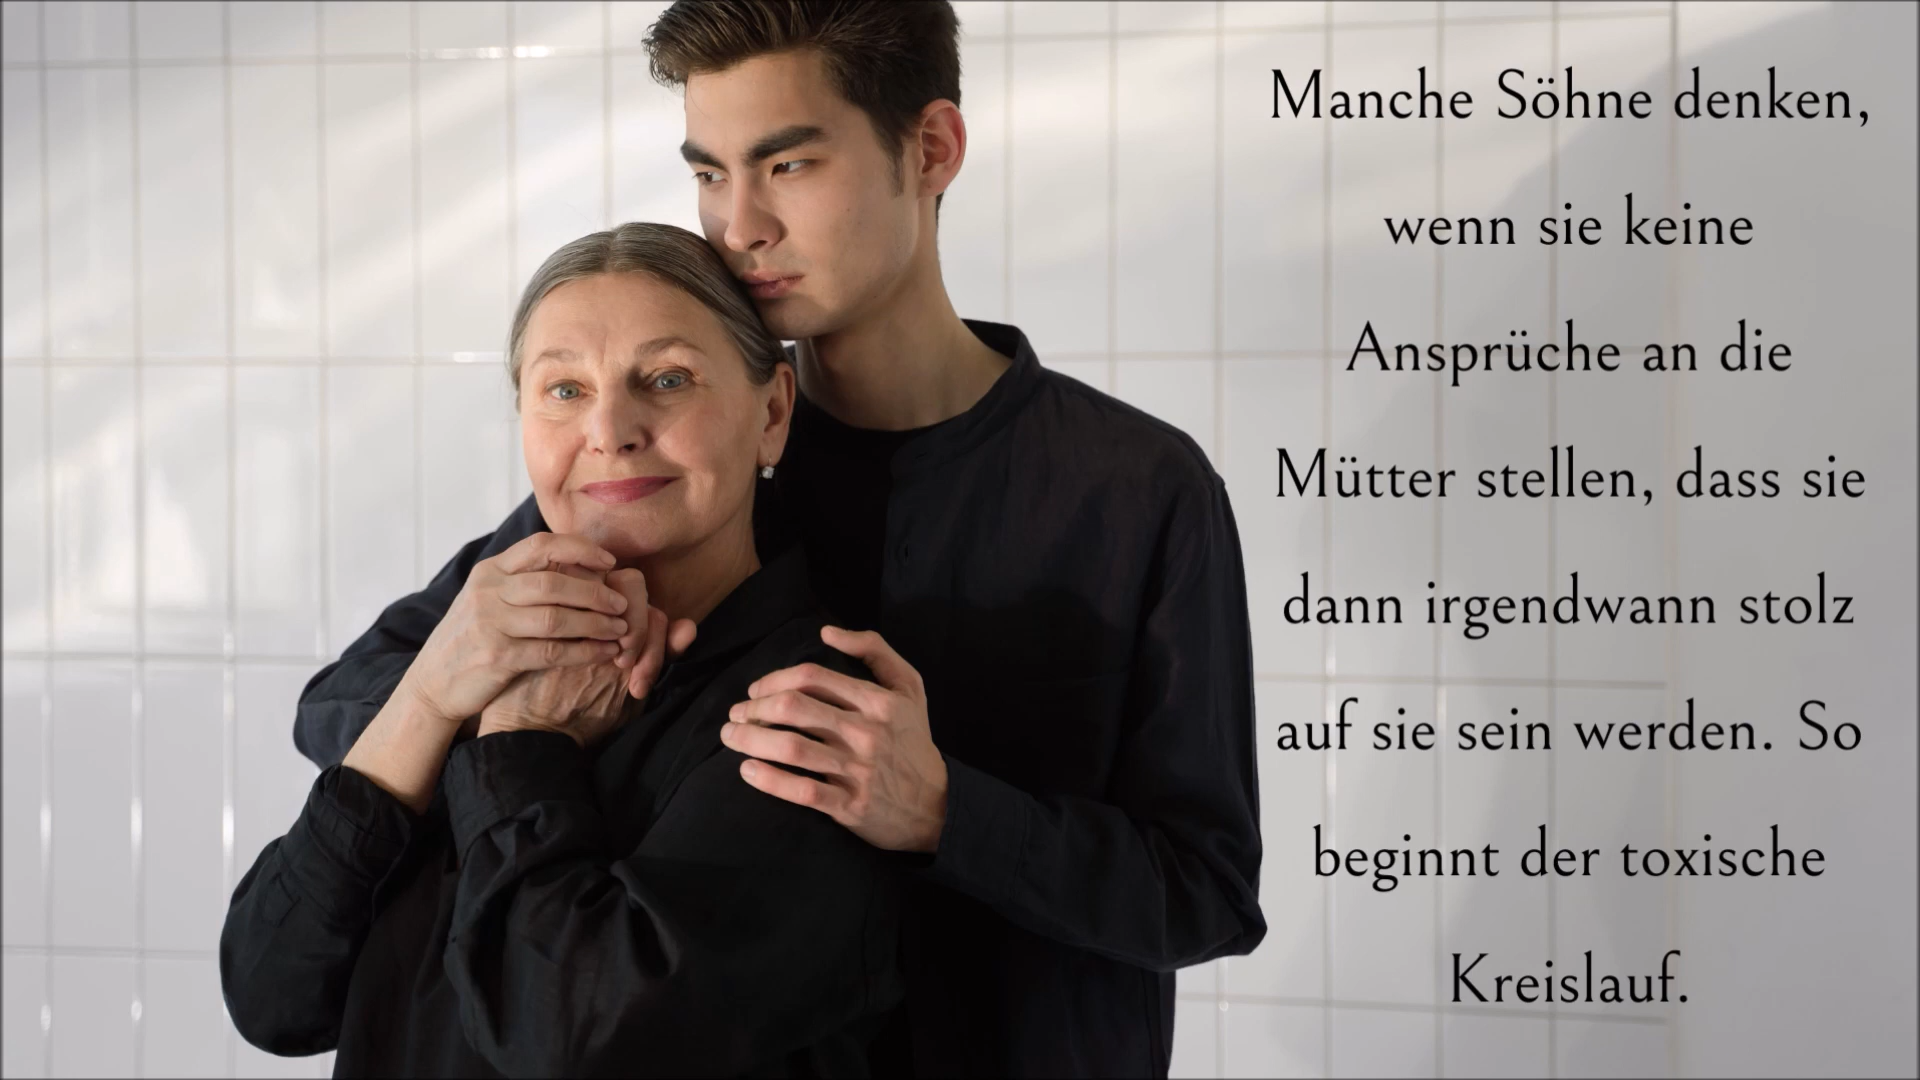 Manche Söhne denken,
wenn sie keine
Ansprüche an die
Mütter stellen, dass sie
dann irgendwann stolz
auf sie sein werden. So
beginnt der toxische
Kreislauf.